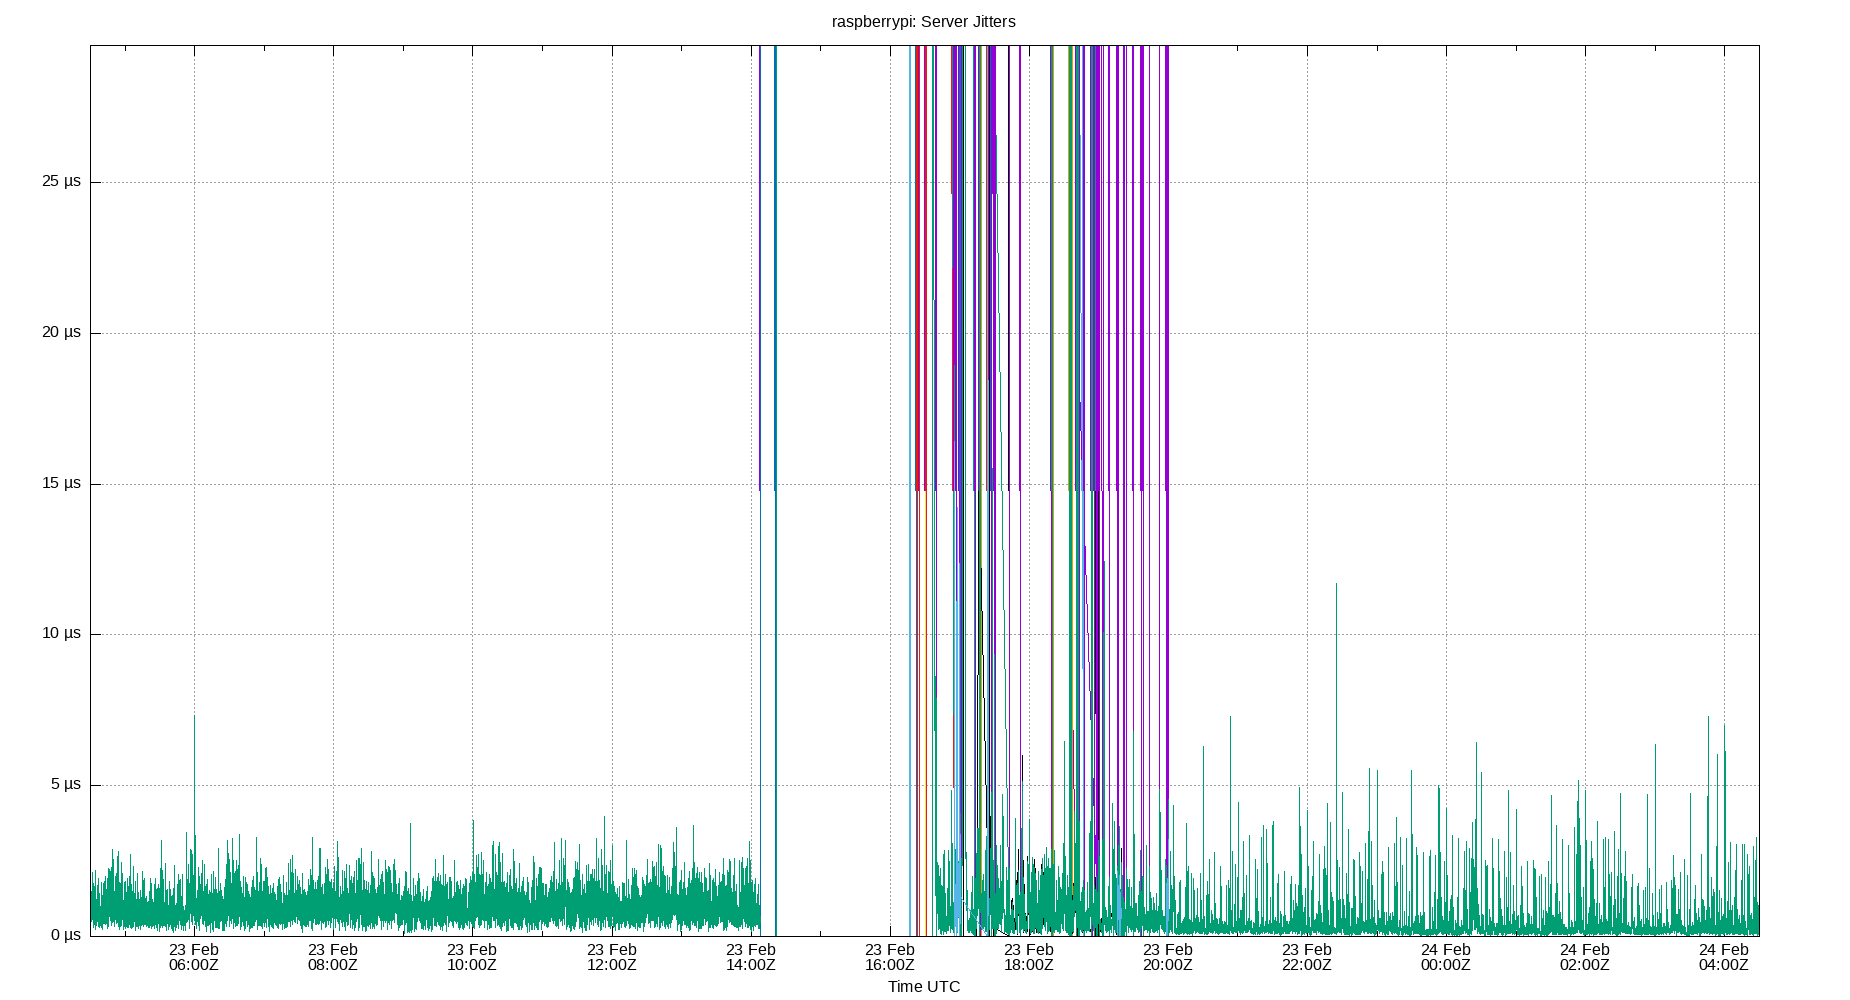 raspberrypi: Server Jitters
25 µs
20 µs
15 µs
10 µs
5 µs
0 µs
23 Feb 23 Feb 23 Feb 23 Feb 23 Feb 23 Feb 23 Feb 23 Feb 23 Feb 24 Feb 24 Feb 24 Feb
06:00Z 08:00Z 10:00Z 12:00Z 14:00Z 16:00Z 18:00Z 20:00Z 22:00Z 00:00Z 02:00Z 04:00Z
Time UTC